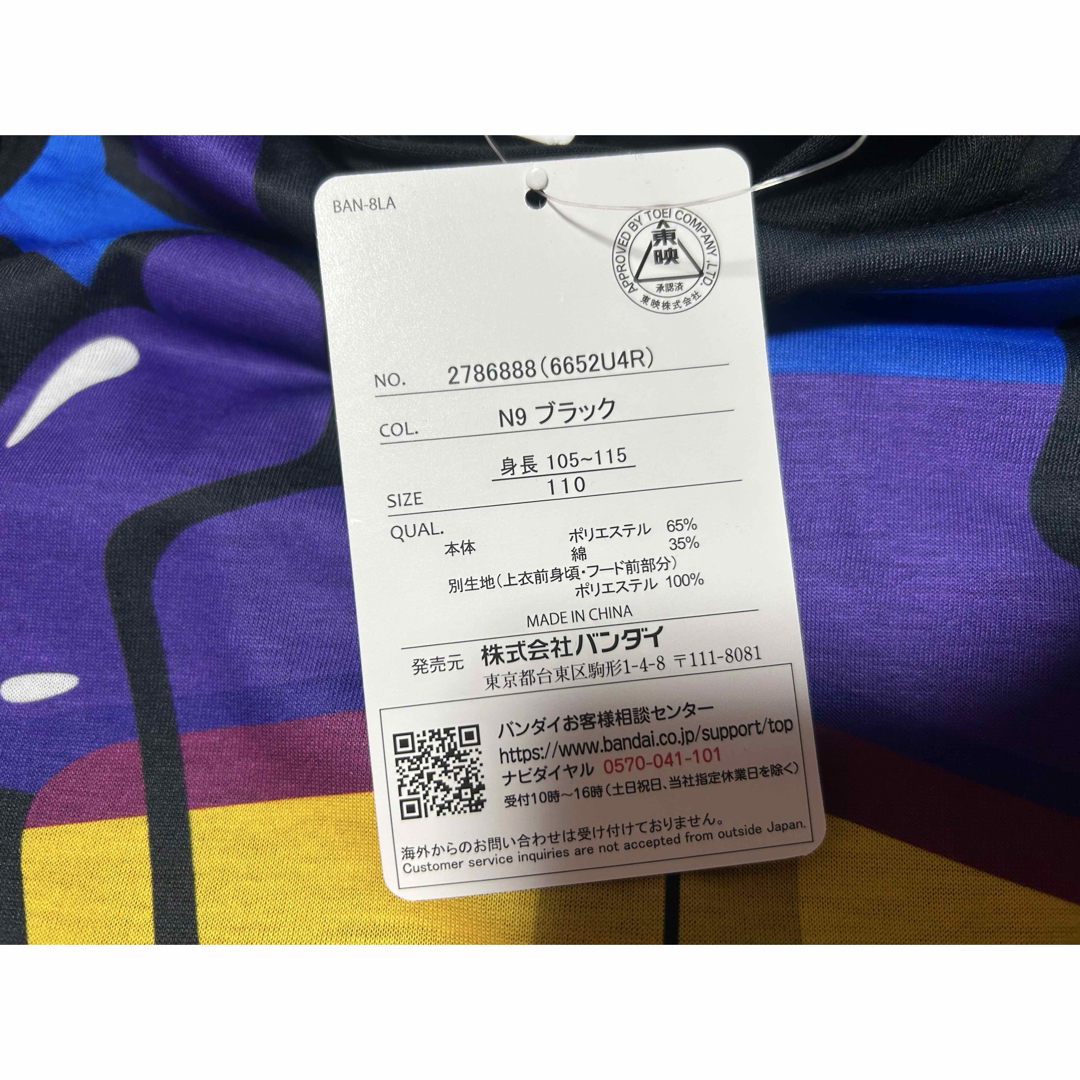 BAN-8LA
APPROVED BY TOEI COMPANY ,LTD.
東映
承認済
東映株式会社
NO. 2786888(6652U4R)
COL. N9 ブラック
身長 105~115
SIZE 110
QUAL.
本体 ポリエステル 65%
綿 35%
別生地(上衣前身頃・フード前部分)
ポリエステル 100%
MADE IN CHINA
発売元 株式会社バンダイ
東京都台東区駒形1-4-8 〒111-8081
バンダイお客様相談センター
https://www.bandai.co.jp/support/top
ナビダイヤル 0570-041-101
受付10時~16時(土日祝日、当社指定休業日を除く)
海外からのお問い合わせは受け付けておりません。
Customer service inquiries are not accepted from outside Japan.